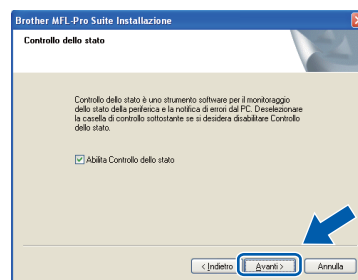 Brother MFL-Pro Suite Installazione
Controllo dello stato
Controllo dello stato è uno strumento software per il monitoraggio
dello stato della periferica e la notifica di errori dal PC. Deselezionare
la casella di controllo sottostante se si desidera disabilitare Controllo
dello stato.
Abilita Controllo dello stato
< Indietro
Avanti >
Annulla